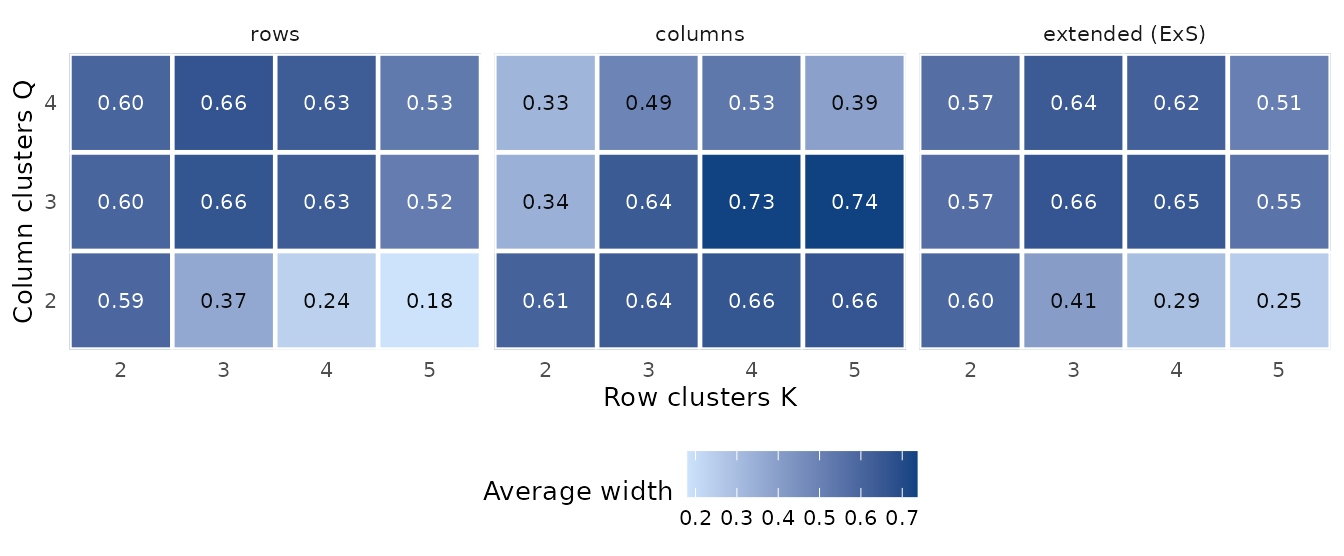 rows columns extended (ExS)
Column clusters Q
4 0.60 0.66 0.63 0.53 0.33 0.49 0.53 0.39 0.57 0.64 0.62 0.51
3 0.60 0.66 0.63 0.52 0.34 0.64 0.73 0.74 0.57 0.66 0.65 0.55
2 0.59 0.37 0.24 0.18 0.61 0.64 0.66 0.66 0.60 0.41 0.29 0.25
2 3 4 5 2 3 4 5 2 3 4 5
Row clusters K
Average width
0.2 0.3 0.4 0.5 0.6 0.7